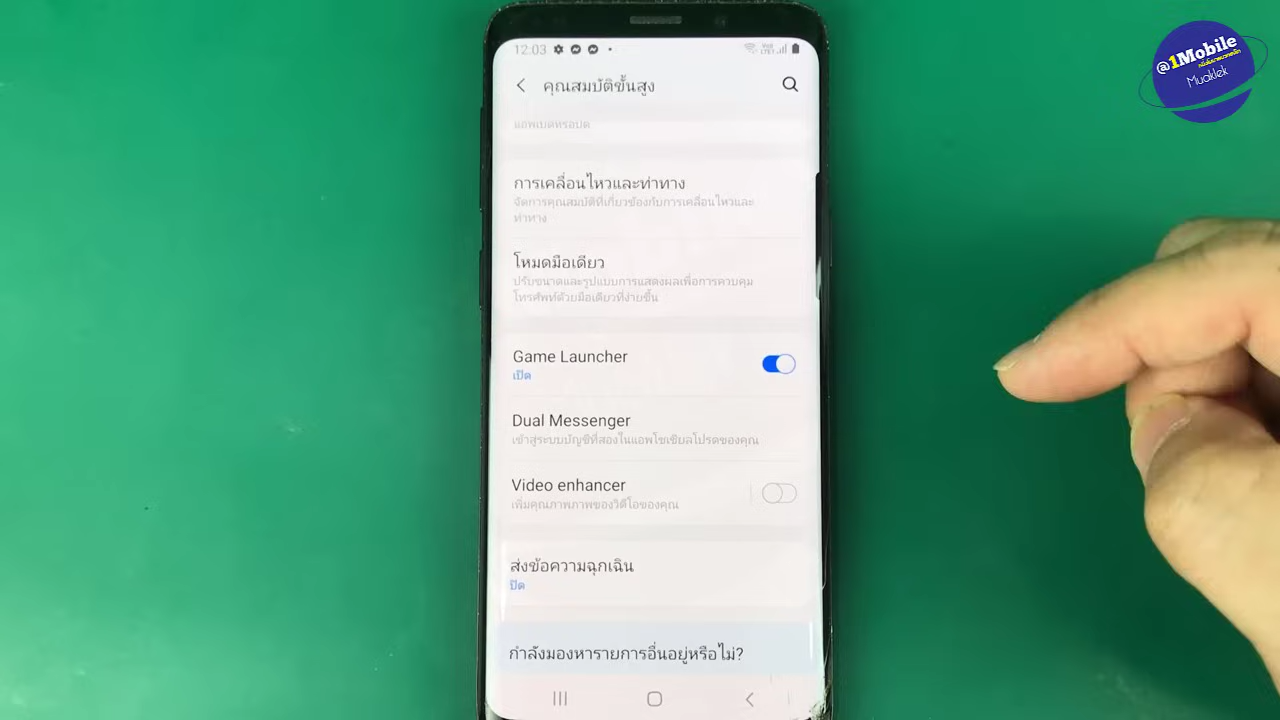 12.03
@1Mobile
Muaklek
คุณสมบัติขั้นสูง
การเคลื่อนไหวและท่าทาง
จัดการคุณสมบัติที่เกี่ยวข้องกับการเคลื่อนไหวและ
ท่าทาง
โหมดมือเดียว
ปรับขนาดและรูปแบบการแสดงผลเพื่อการควบคุม
โทรศัพท์ด้วยมือเดียวที่ง่ายขึ้น
Game Launcher
เปิด
Dual Messenger
เข้าสู่ระบบบัญชีที่สองในแอพโซเชียลโปรดของคุณ
Video enhancer
เพิ่มคุณภาพภาพของวิดีโอของคุณ
ส่งข้อความฉุกเฉิน
ปิด
กำลังมองหารายการอื่นอยู่หรือไม่?